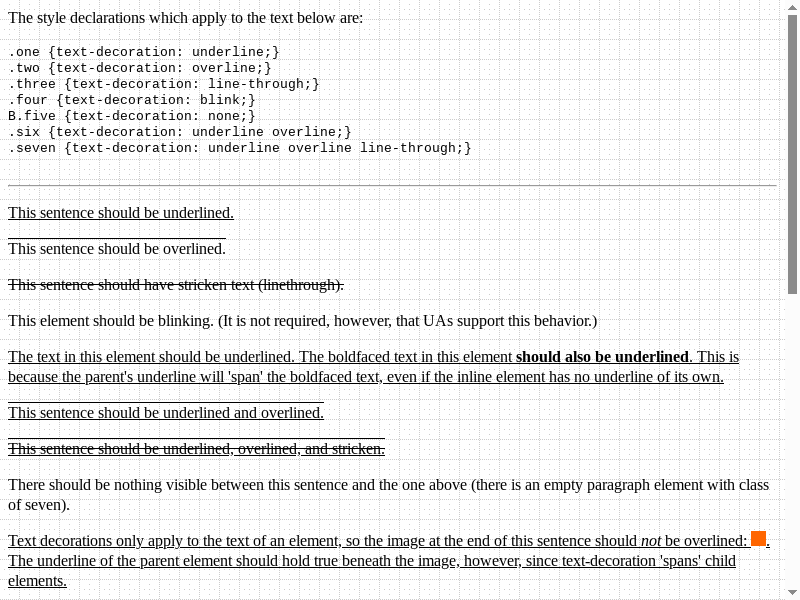 The style declarations which apply to the text below are:
.one {text-decoration: underline;}
.two {text-decoration: overline;}
.three {text-decoration: line-through;}
.four {text-decoration: blink;}
B.five {text-decoration: none;}
.six {text-decoration: underline overline;}
.seven {text-decoration: underline overline line-through;}
This sentence should be underlined.
This sentence should be overlined.
This sentence should have stricken text (linethrough).
This element should be blinking. (It is not required, however, that UAs support this behavior.)
The text in this element should be underlined. The boldfaced text in this element should also be underlined. This is
because the parent's underline will 'span' the boldfaced text, even if the inline element has no underline of its own.
This sentence should be underlined and overlined.
This sentence should be underlined, overlined, and stricken.
There should be nothing visible between this sentence and the one above (there is an empty paragraph element with class
of seven).
Text decorations only apply to the text of an element, so the image at the end of this sentence should not be overlined: .
The underline of the parent element should hold true beneath the image, however, since text-decoration 'spans' child
elements.